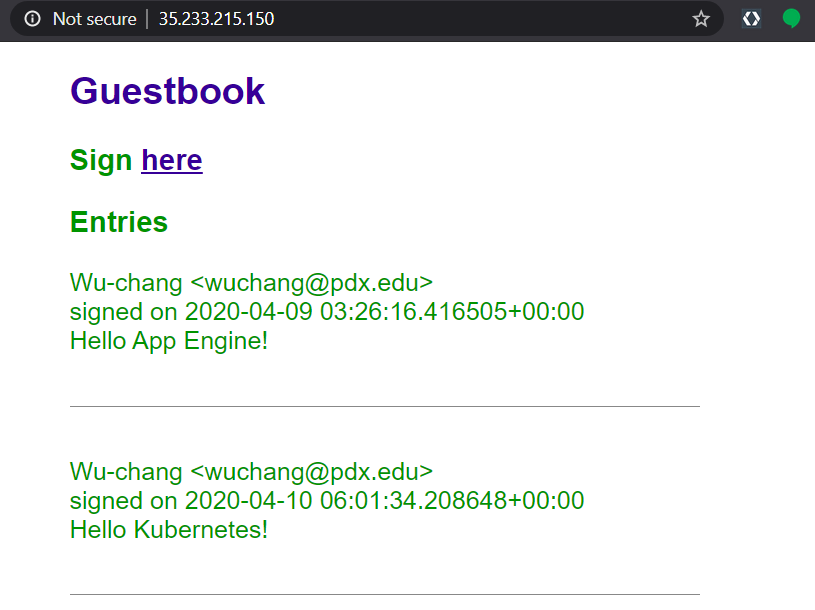 Not secure | 35.233.215.150
Guestbook
Sign here
Entries
Wu-chang <wuchang@pdx.edu>
signed on 2020-04-09 03:26:16.416505+00:00
Hello App Engine!
Wu-chang <wuchang@pdx.edu>
signed on 2020-04-10 06:01:34.208648+00:00
Hello Kubernetes!